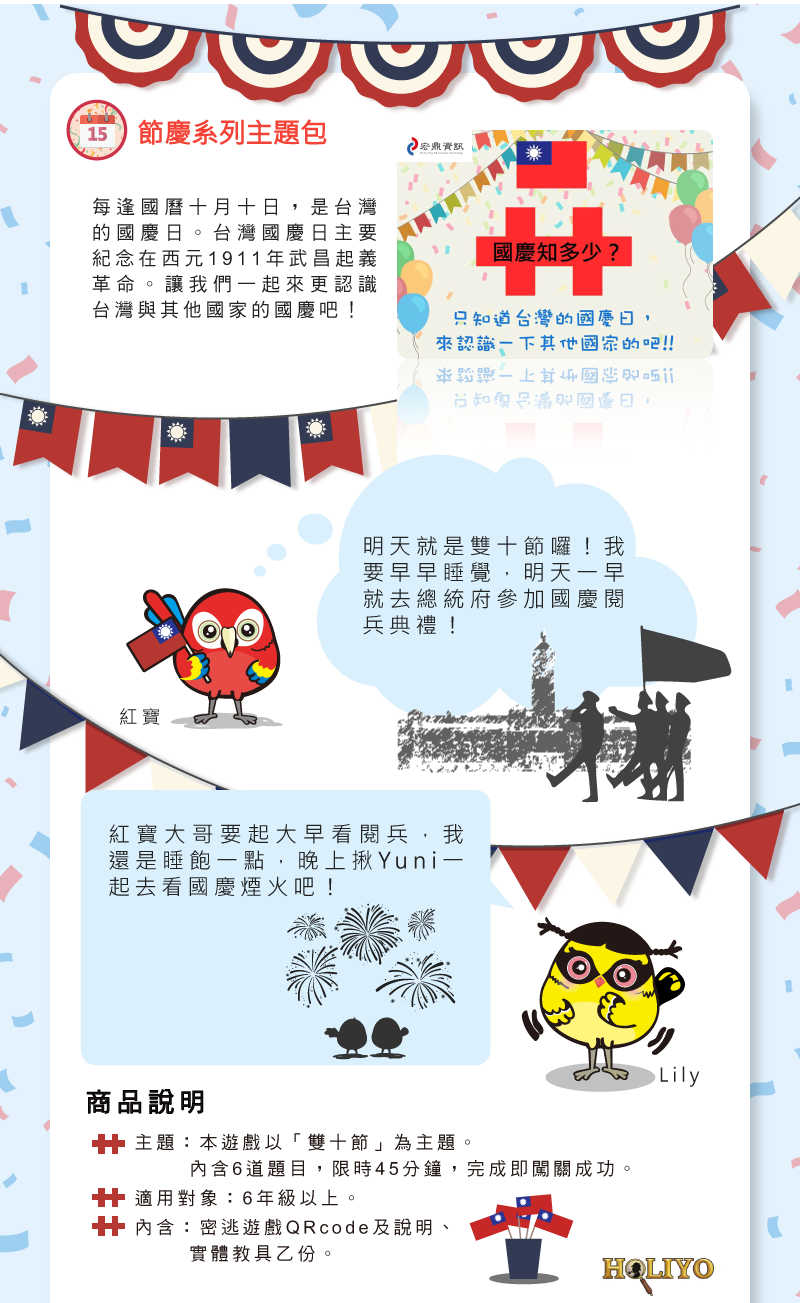 15
節慶系列主題包
宏鼎資訊
每逢國曆十月十日，是台灣
的國慶日。台灣國慶日主要
紀念在西元1911年武昌起義
革命。讓我們一起來更認識
台灣與其他國家的國慶吧！
國慶知多少？
只知道台灣的國慶日，
來認識一下其他國家的吧!!
明天就是雙十節囉！我
要早早睡覺，明天一早
就去總統府參加國慶閱
兵典禮！
紅寶
紅寶大哥要起大早看閱兵，我
還是睡飽一點，晚上揪Yuni一
起去看國慶煙火吧！
Lily
商品說明
主題：本遊戲以「雙十節」為主題。
內含6道題目，限時45分鐘，完成即闖關成功。
適用對象：6年級以上。
內含：密逃遊戲QRcode及說明、
實體教具乙份。
HOLIYO